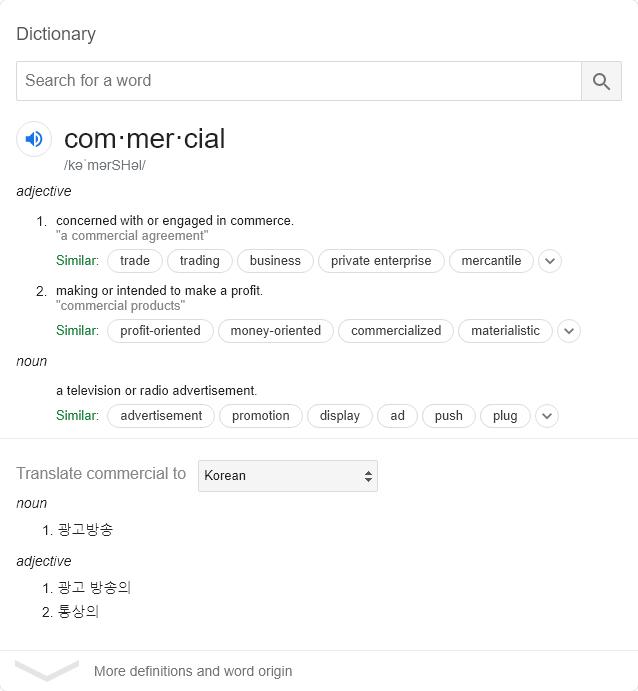 Dictionary
Search for a word
com·mer·cial
/kəˈmərSHəl/
adjective
1. concerned with or engaged in commerce.
"a commercial agreement"
Similar: trade trading business private enterprise mercantile
2. making or intended to make a profit.
"commercial products"
Similar: profit-oriented money-oriented commercialized materialistic
noun
a television or radio advertisement.
Similar: advertisement promotion display ad push plug
Translate commercial to Korean
noun
1. 광고방송
adjective
1. 광고 방송의
2. 통상의
More definitions and word origin